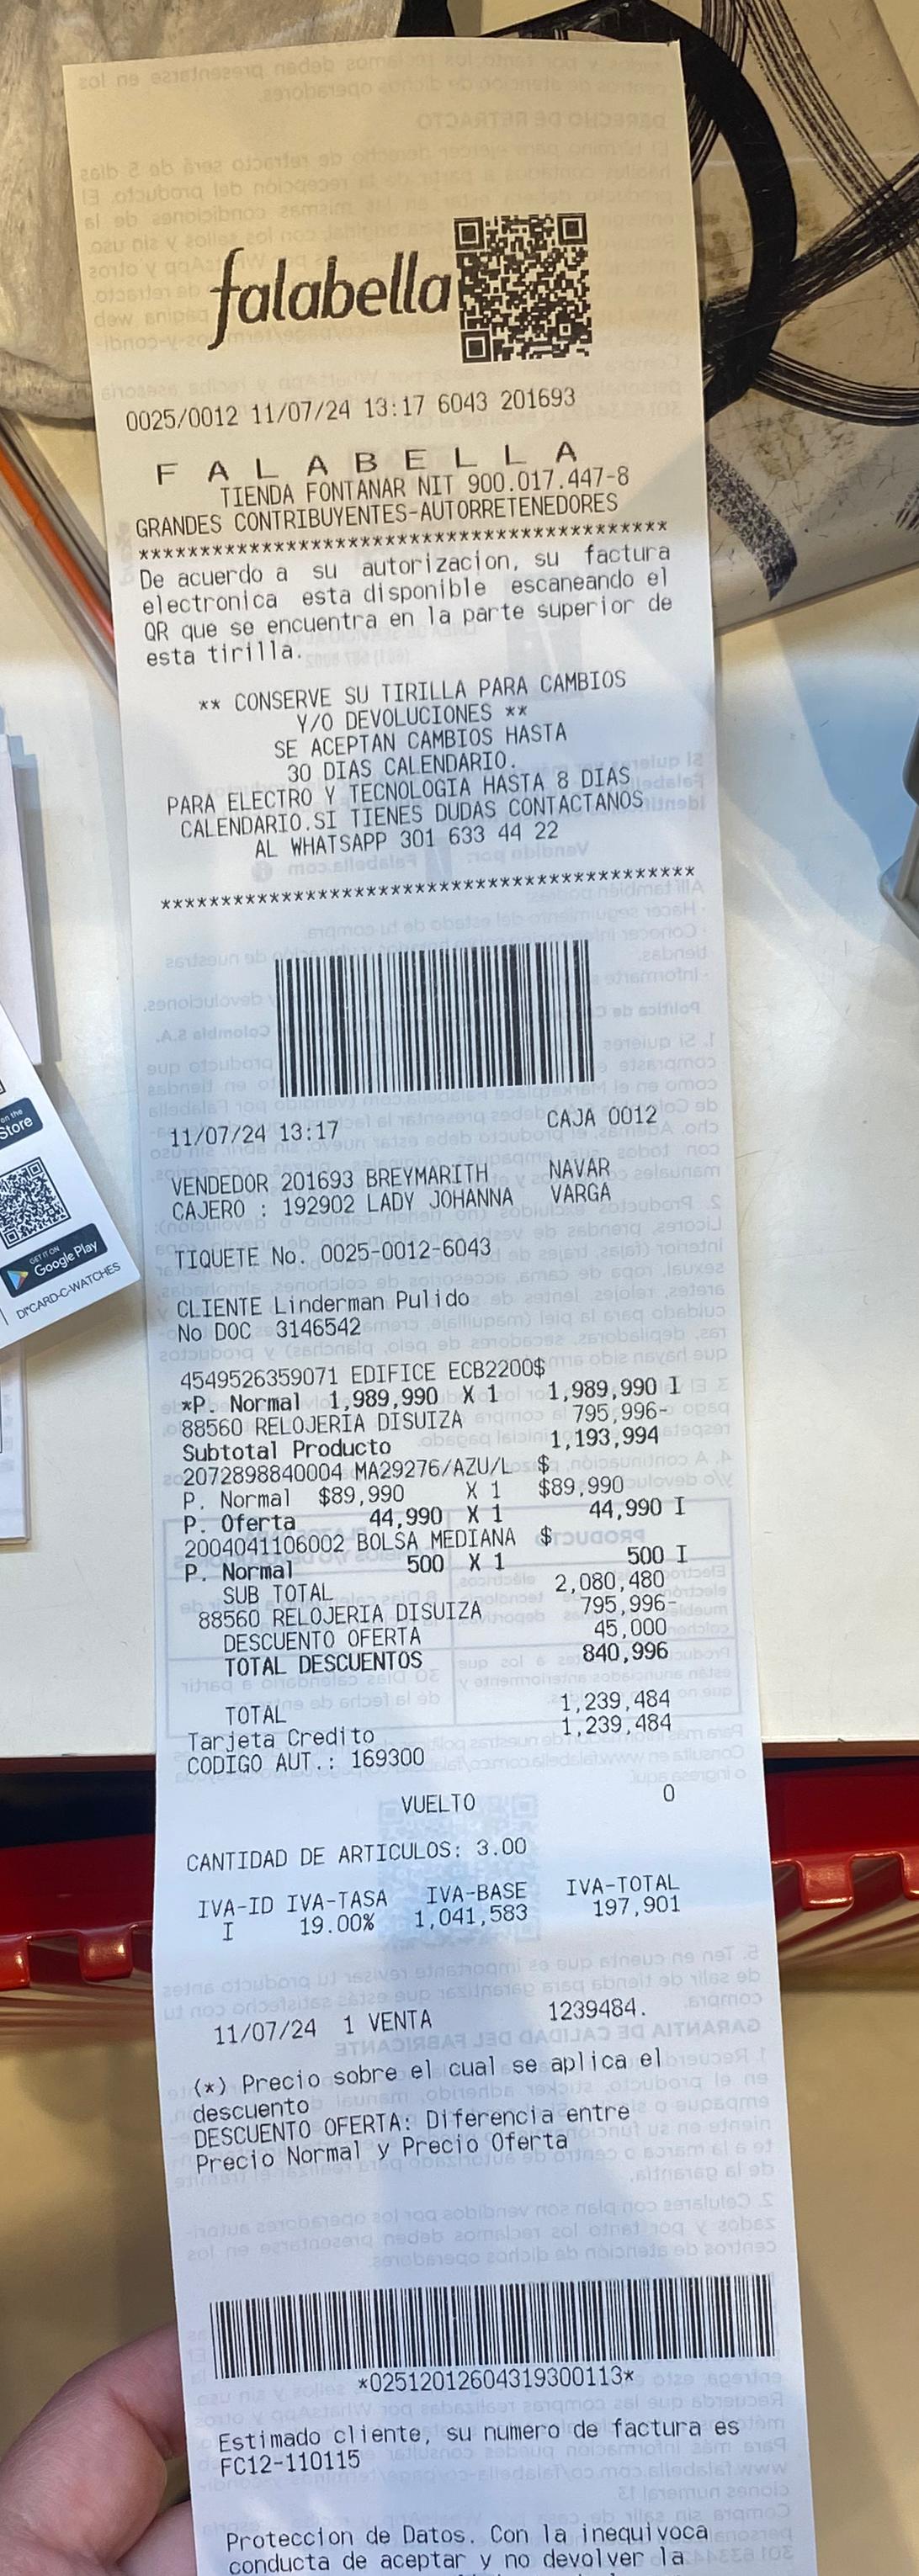 falabella
0025/0012 11/07/24 13:17 6043 201693
F A L A B E L L A
TIENDA FONTANAR NIT 900.017.447-8
GRANDES CONTRIBUYENTES-AUTORRETENEDORES
*******************************************
De acuerdo a su autorizacion, su factura
electronica esta disponible escaneando el
QR que se encuentra en la parte superior de
esta tirilla.
** CONSERVE SU TIRILLA PARA CAMBIOS
Y/O DEVOLUCIONES **
SE ACEPTAN CAMBIOS HASTA
30 DIAS CALENDARIO.
PARA ELECTRO Y TECNOLOGIA HASTA 8 DIAS
CALENDARIO.SI TIENES DUDAS CONTACTANOS
AL WHATSAPP 301 633 44 22
*******************************************
11/07/24 13:17 CAJA 0012
VENDEDOR 201693 BREYMARITH NAVAR
CAJERO : 192902 LADY JOHANNA VARGA
TIQUETE No. 0025-0012-6043
CLIENTE Linderman Pulido
No DOC 3146542
4549526359071 EDIFICE ECB2200$
*P. Normal 1,989,990 X 1 1,989,990 I
88560 RELOJERIA DISUIZA 795,996-
Subtotal Producto 1,193,994
2072898840004 MA29276/AZU/L $
P. Normal $89,990 X 1 $89,990
P. Oferta 44,990 X 1 44,990 I
2004041106002 BOLSA MEDIANA $
P. Normal 500 X 1 500 I
SUB TOTAL 2,080,480
88560 RELOJERIA DISUIZA 795,996-
DESCUENTO OFERTA 45,000
TOTAL DESCUENTOS 840,996
TOTAL 1,239,484
Tarjeta Credito 1,239,484
CODIGO AUT.: 169300
VUELTO 0
CANTIDAD DE ARTICULOS: 3.00
IVA-ID IVA-TASA IVA-BASE IVA-TOTAL
I 19.00% 1,041,583 197,901
11/07/24 1 VENTA 1239484.
(*) Precio sobre el cual se aplica el
descuento
DESCUENTO OFERTA: Diferencia entre
Precio Normal y Precio Oferta
*02512012604319300113*
Estimado cliente, su numero de factura es
FC12-110115
Proteccion de Datos. Con la inequivoca
conducta de aceptar y no devolver la
on the
Store
GET IT ON
Google Play
DI*CARD-C-WATCHES